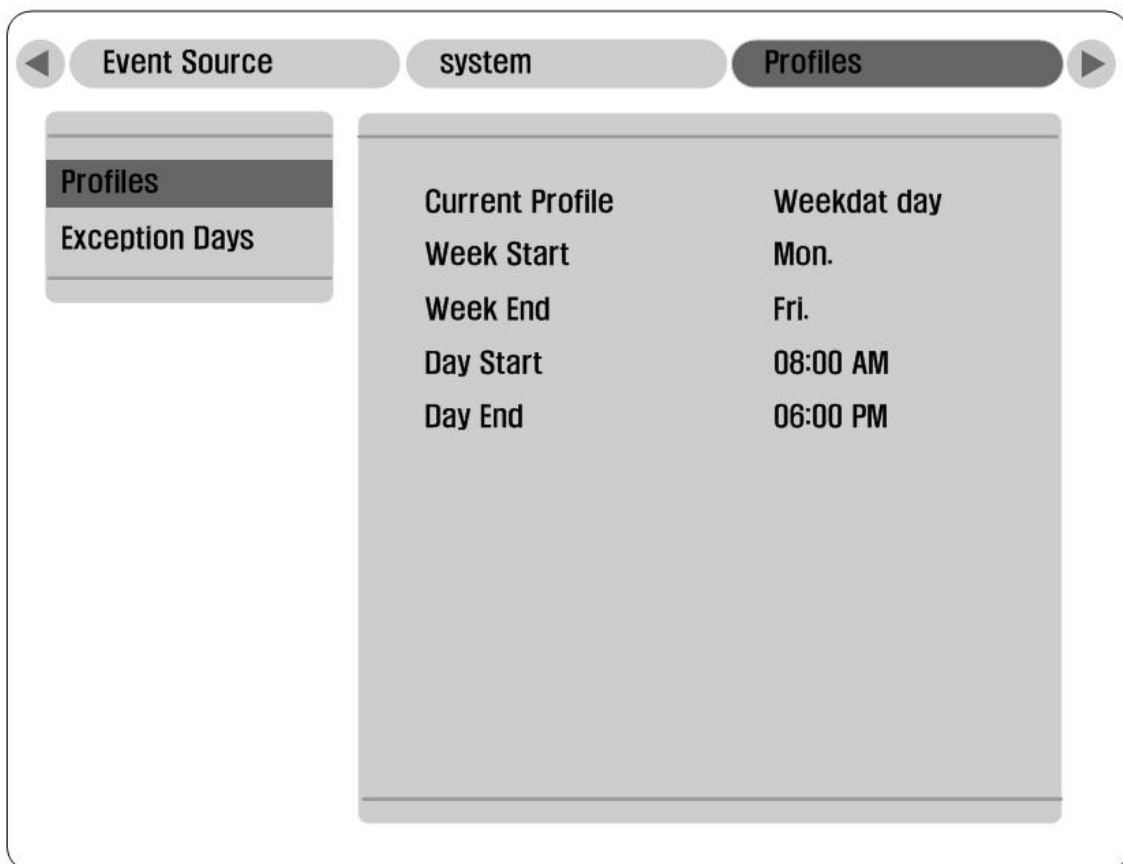 Event Source system Profiles
Profiles
Exception Days
Current Profile Weekdat day
Week Start Mon.
Week End Fri.
Day Start 08:00 AM
Day End 06:00 PM